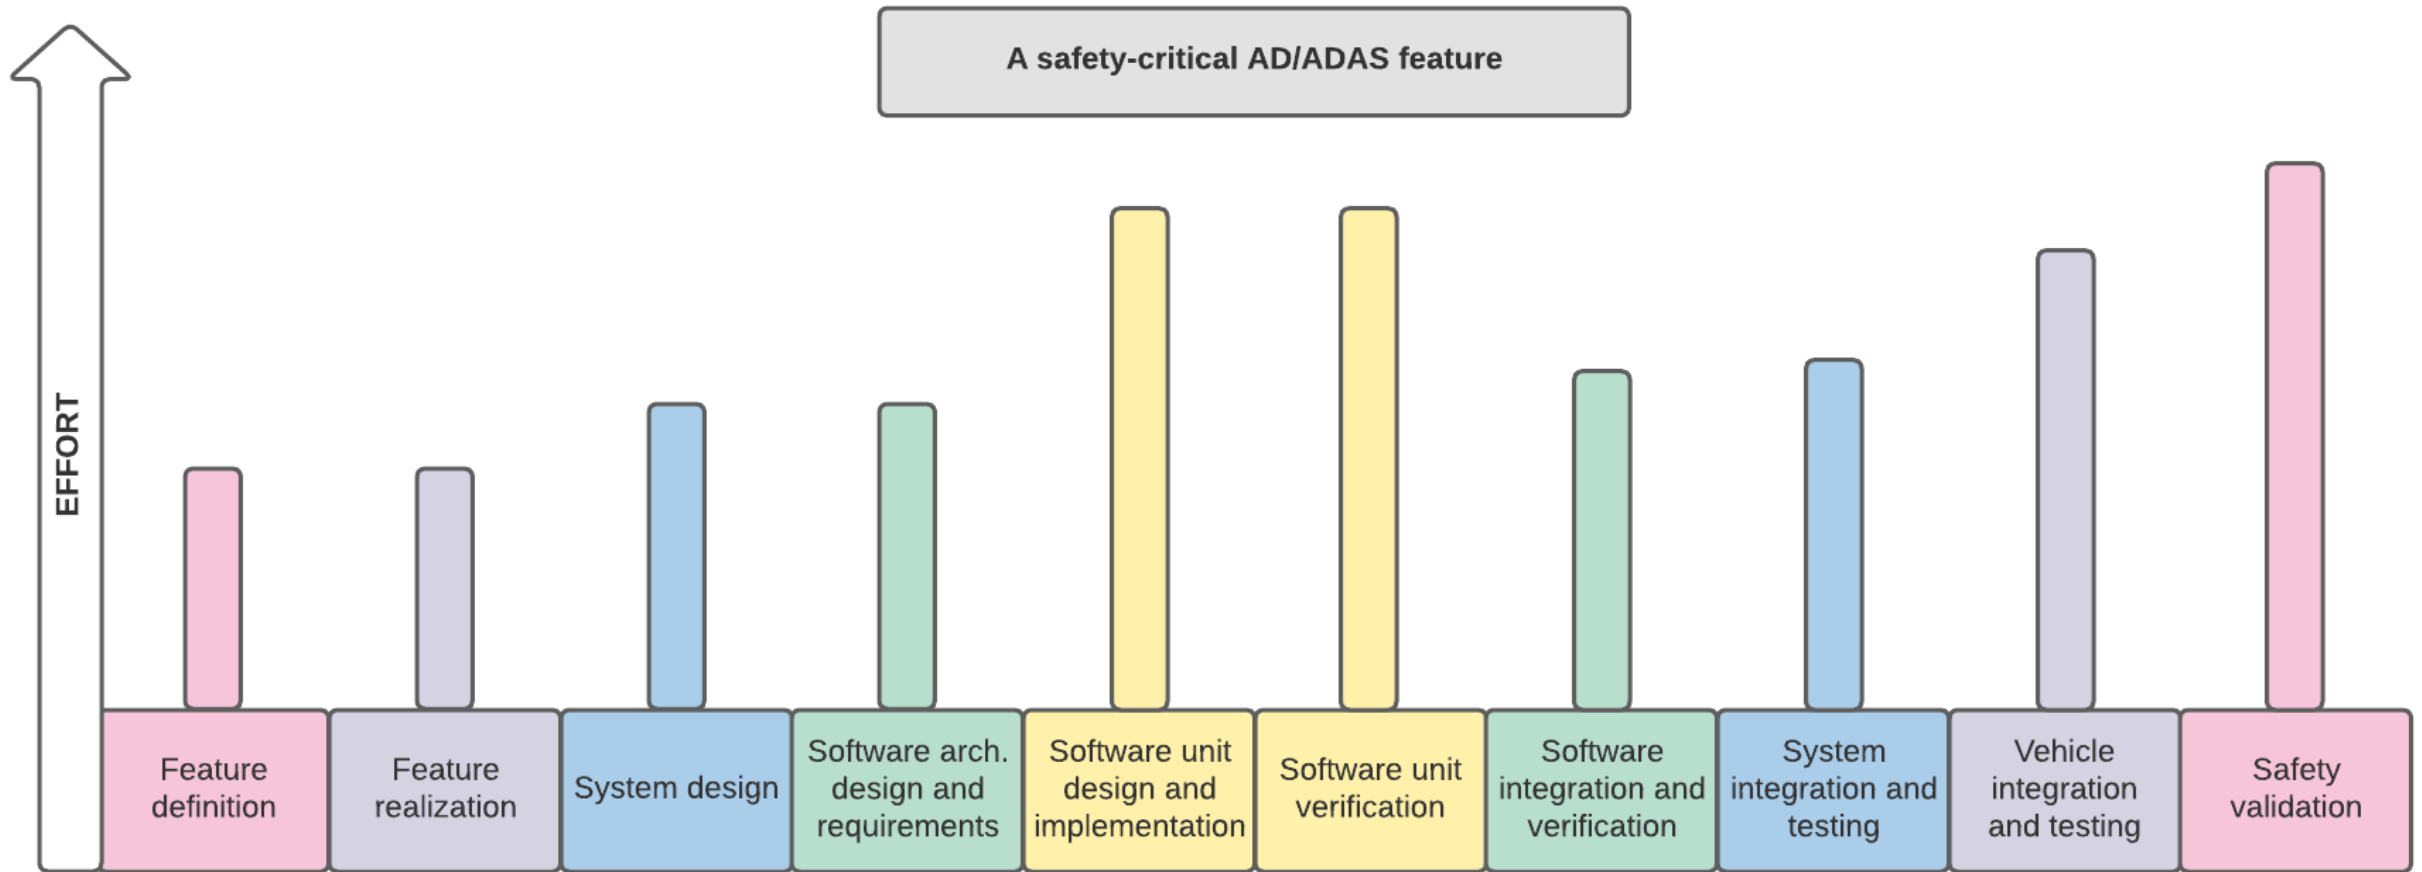 A safety-critical AD/ADAS feature
EFFORT
Feature
definition
Feature
realization
System design
Software arch.
design and
requirements
Software unit
design and
implementation
Software unit
verification
Software
integration and
verification
System
integration and
testing
Vehicle
integration
and testing
Safety
validation